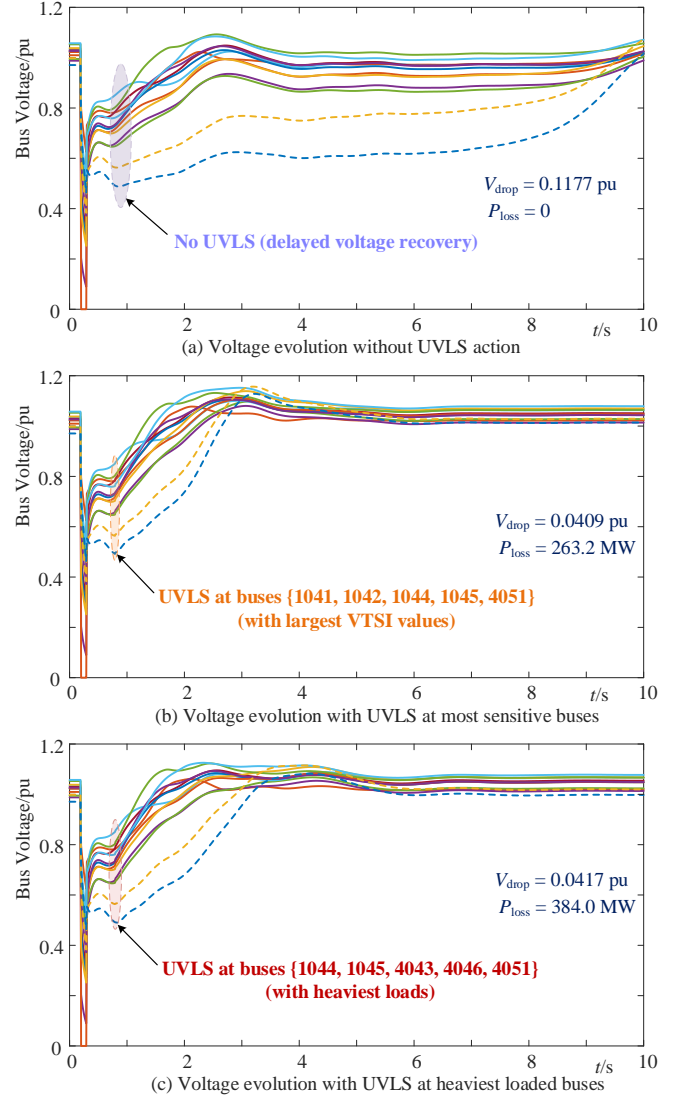 1.2
0.8
0.4
0
Bus Voltage/pu
V_drop = 0.1177 pu
P_loss = 0
No UVLS (delayed voltage recovery)
0 2 4 6 8 10
t/s
(a) Voltage evolution without UVLS action
1.2
0.8
0.4
0
Bus Voltage/pu
V_drop = 0.0409 pu
P_loss = 263.2 MW
UVLS at buses {1041, 1042, 1044, 1045, 4051}
(with largest VTSI values)
0 2 4 6 8 10
t/s
(b) Voltage evolution with UVLS at most sensitive buses
1.2
0.8
0.4
0
Bus Voltage/pu
V_drop = 0.0417 pu
P_loss = 384.0 MW
UVLS at buses {1044, 1045, 4043, 4046, 4051}
(with heaviest loads)
0 2 4 6 8 10
t/s
(c) Voltage evolution with UVLS at heaviest loaded buses